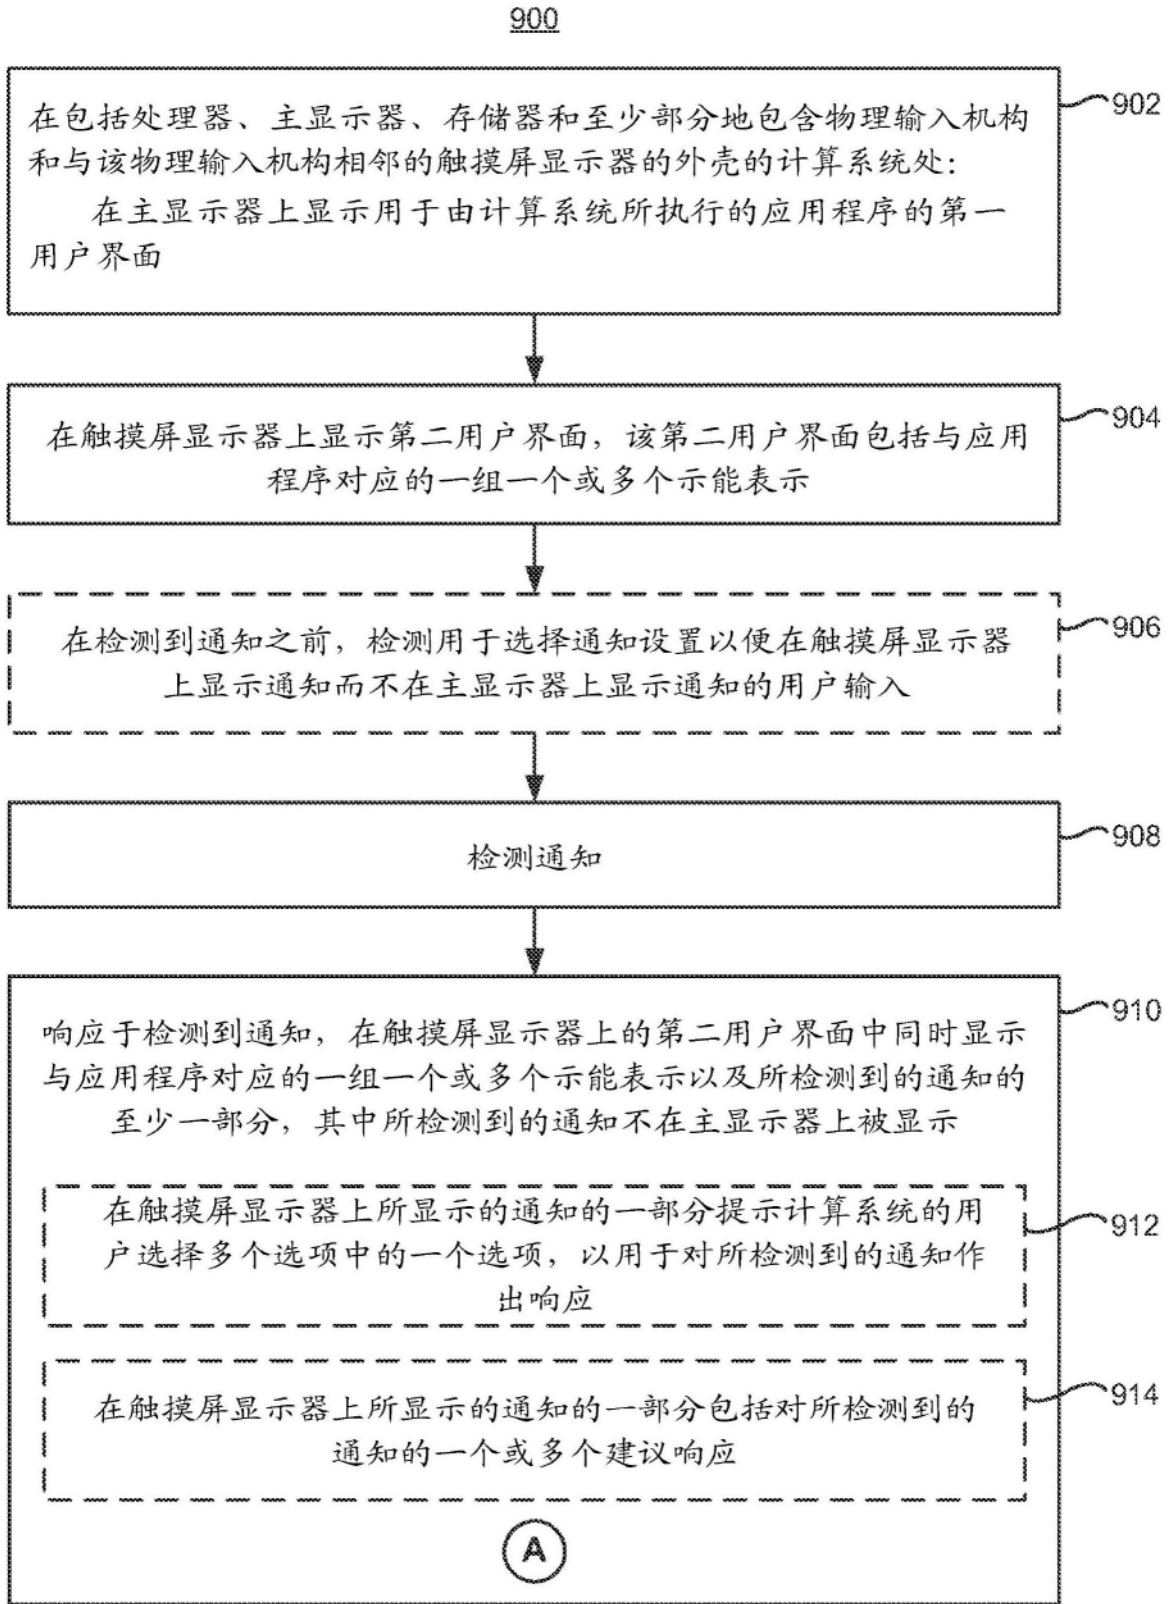 900
902
在包括处理器、主显示器、存储器和至少部分地包含物理输入机构
和与该物理输入机构相邻的触摸屏显示器的外壳的计算系统处：
在主显示器上显示用于由计算系统所执行的应用程序的第一
用户界面
904
在触摸屏显示器上显示第二用户界面，该第二用户界面包括与应用
程序对应的一组一个或多个示能表示
906
在检测到通知之前，检测用于选择通知设置以便在触摸屏显示器
上显示通知而不在主显示器上显示通知的用户输入
908
检测通知
910
响应于检测到通知，在触摸屏显示器上的第二用户界面中同时显示
与应用程序对应的一组一个或多个示能表示以及所检测到的通知的
至少一部分，其中所检测到的通知不在主显示器上被显示
912
在触摸屏显示器上所显示的通知的一部分提示计算系统的用
户选择多个选项中的一个选项，以用于对所检测到的通知作
出响应
914
在触摸屏显示器上所显示的通知的一部分包括对所检测到的
通知的一个或多个建议响应
A